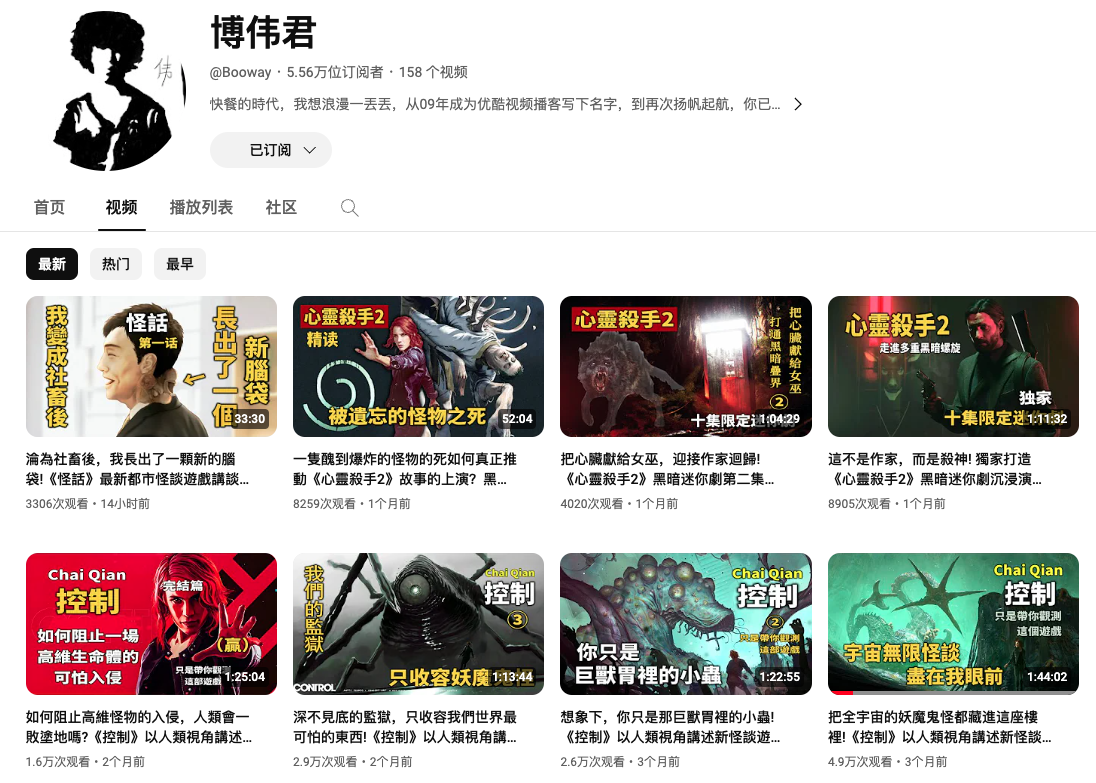 博伟君
伟
@Booway · 5.56万位订阅者 · 158 个视频
快餐的時代，我想浪漫一丟丟，从09年成为优酷视频播客写下名字，到再次扬帆起航，你已...
已订阅
首页 视频 播放列表 社区
最新 热门 最早
我變成社畜後
怪話
第一话
長出了一個
新腦袋
33:30
心靈殺手2
精读
被遺忘的怪物之死
52:04
心靈殺手2
把心臟獻給女巫
打通黑暗疊界
②
十集限定迷
1:04:29
心靈殺手2
走進多重黑暗螺旋
独家
十集限定迷
1:11:32
淪為社畜後，我長出了一顆新的腦
袋!《怪話》最新都市怪談遊戲講談...
3306次观看 • 14小时前
一隻醜到爆炸的怪物的死如何真正推
動《心靈殺手2》故事的上演？黑...
8259次观看 • 1个月前
把心臟獻給女巫，迎接作家迴歸!
《心靈殺手2》黑暗迷你劇第二集...
4020次观看 • 1个月前
這不是作家，而是殺神! 獨家打造
《心靈殺手2》黑暗迷你劇沉浸演...
8905次观看 • 1个月前
Chai Qian
完結篇
控制
如何阻止一場
高維生命體的
可怕入侵
（贏）
只是帶你觀測
這部遊戲
1:25:04
我們的監獄
Chai Qian
控制
③
只收容妖魔
CONTROL
1:13:44
Chai Qian
控制
②
只是帶你觀測
這部遊戲
你只是
巨獸胃裡的小蟲
1:22:55
Chai Qian
控制
只是帶你觀測
這個遊戲
宇宙無限怪談
盡在我眼前
1:44:02
如何阻止高維怪物的入侵，人類會一
敗塗地嗎?《控制》以人類視角講述...
1.6万次观看 • 2个月前
深不見底的監獄，只收容我們世界最
可怕的東西!《控制》以人類視角講...
2.9万次观看 • 2个月前
想象下，你只是那巨獸胃裡的小蟲!
《控制》以人類視角講述新怪談遊...
2.6万次观看 • 3个月前
把全宇宙的妖魔鬼怪都藏進這座樓
裡!《控制》以人類視角講述新怪談...
4.9万次观看 • 3个月前